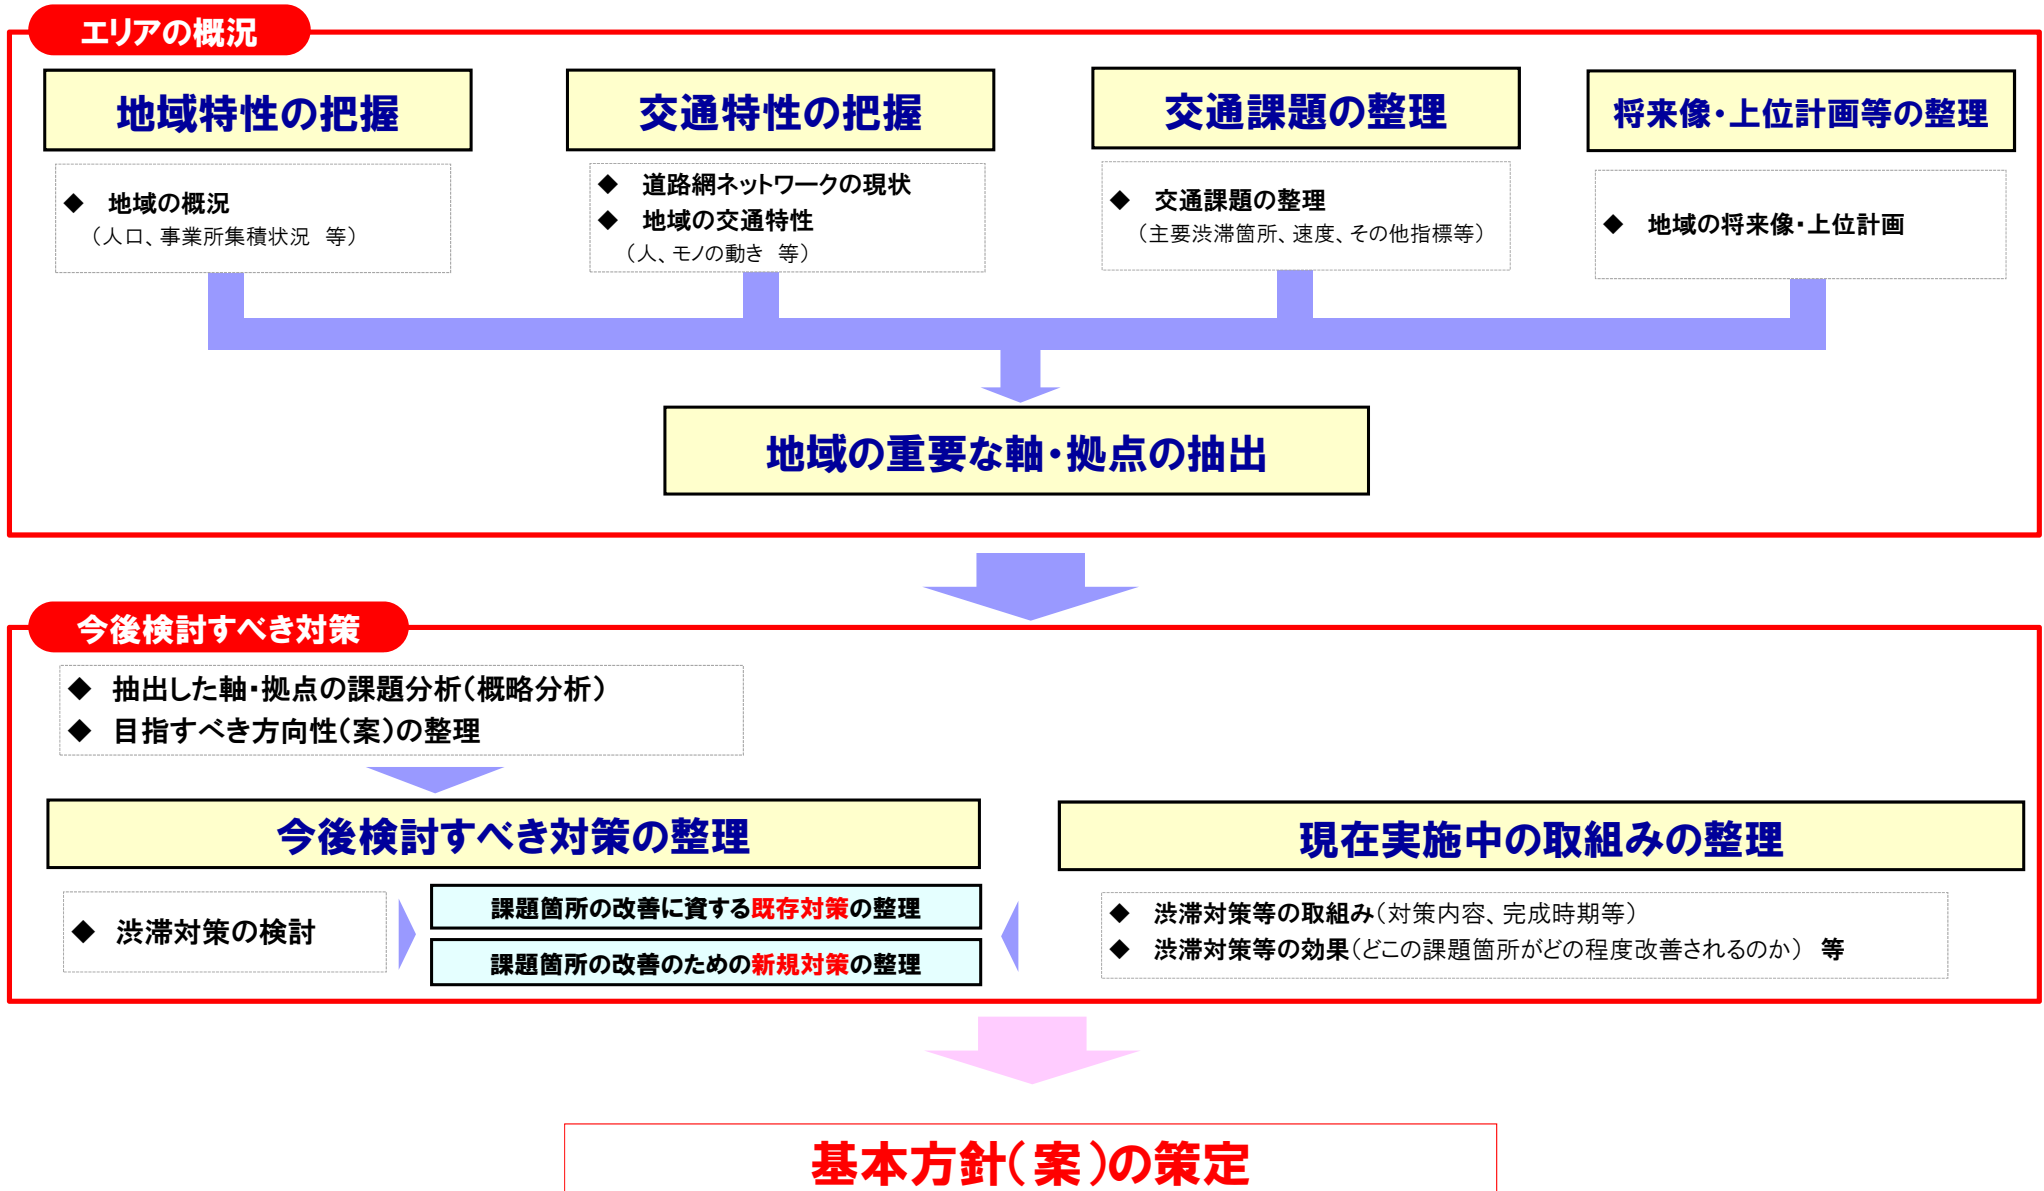 エリアの概況
地域特性の把握
◆ 地域の概況
（人口、事業所集積状況 等）
交通特性の把握
◆ 道路網ネットワークの現状
◆ 地域の交通特性
（人、モノの動き 等）
交通課題の整理
◆ 交通課題の整理
（主要渋滞箇所、速度、その他指標等）
将来像・上位計画等の整理
◆ 地域の将来像・上位計画
地域の重要な軸・拠点の抽出
今後検討すべき対策
◆ 抽出した軸・拠点の課題分析（概略分析）
◆ 目指すべき方向性（案）の整理
今後検討すべき対策の整理
◆ 渋滞対策の検討
課題箇所の改善に資する既存対策の整理
課題箇所の改善のための新規対策の整理
現在実施中の取組みの整理
◆ 渋滞対策等の取組み（対策内容、完成時期等）
◆ 渋滞対策等の効果（どこの課題箇所がどの程度改善されるのか） 等
基本方針（案）の策定